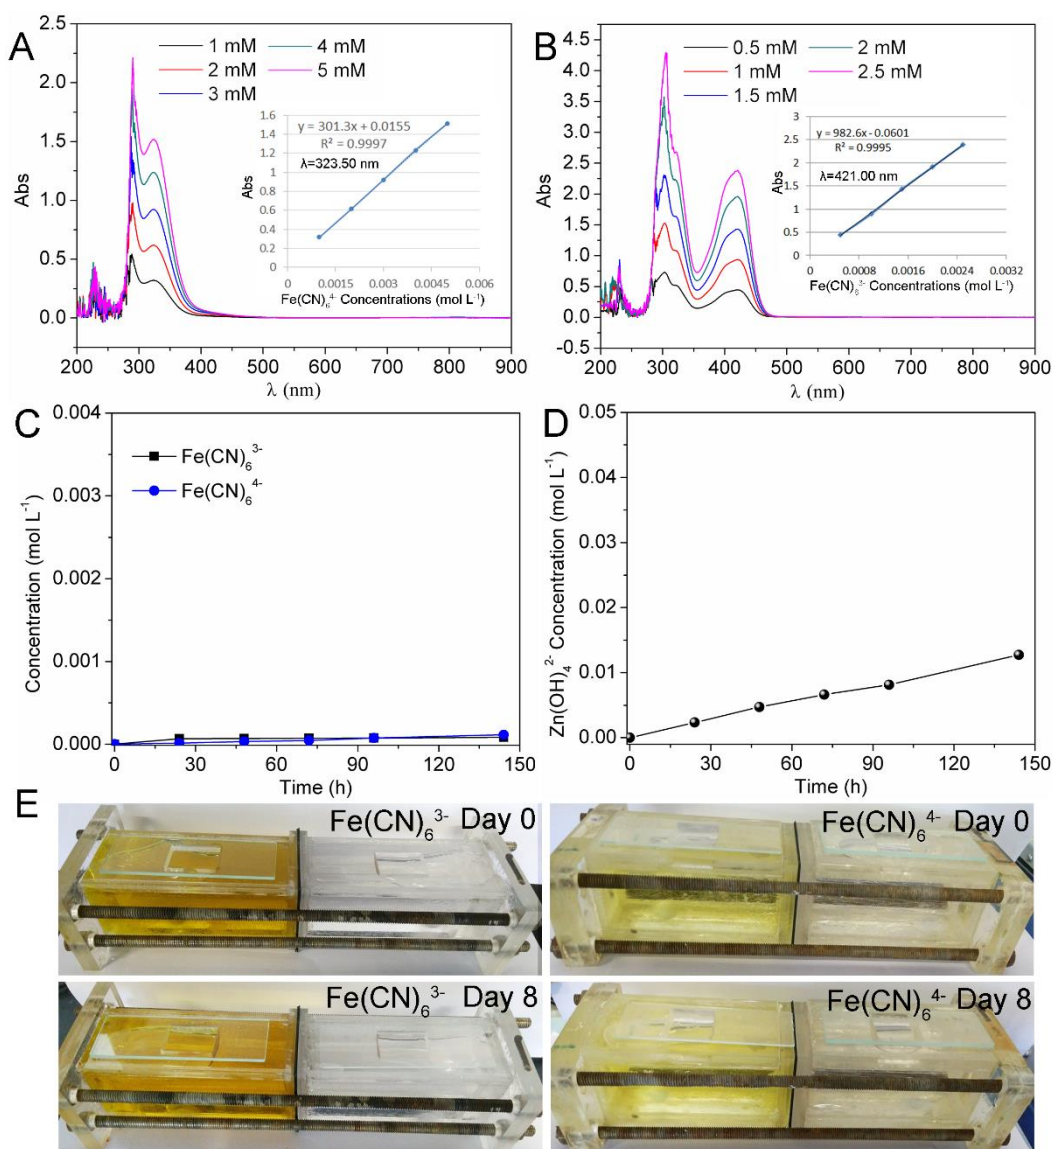 A
1 mM
4 mM
2 mM
5 mM
3 mM
y = 301.3x + 0.0155
R² = 0.9997
λ=323.50 nm
Abs
1.6
1.4
1.2
1
0.8
0.6
0.4
0.2
0
0 0.0015 0.003 0.0045 0.006
Fe(CN)₆⁴⁻ Concentrations (mol L⁻¹)
Abs
2.5
2.0
1.5
1.0
0.5
0.0
200 300 400 500 600 700 800 900
λ (nm)
B
0.5 mM
2 mM
1 mM
2.5 mM
1.5 mM
y = 982.6x - 0.0601
R² = 0.9995
λ=421.00 nm
Abs
3
2.5
2
1.5
1
0.5
0
0 0.0008 0.0016 0.0024 0.0032
Fe(CN)₆³⁻ Concentrations (mol L⁻¹)
Abs
4.5
4.0
3.5
3.0
2.5
2.0
1.5
1.0
0.5
0.0
-0.5
200 300 400 500 600 700 800 900
λ (nm)
C
Fe(CN)₆³⁻
Fe(CN)₆⁴⁻
Concentration (mol L⁻¹)
0.004
0.003
0.002
0.001
0.000
0 30 60 90 120 150
Time (h)
D
Zn(OH)₄²⁻ Concentration (mol L⁻¹)
0.05
0.04
0.03
0.02
0.01
0.00
0 30 60 90 120 150
Time (h)
E
Fe(CN)₆³⁻ Day 0
Fe(CN)₆⁴⁻ Day 0
Fe(CN)₆³⁻ Day 8
Fe(CN)₆⁴⁻ Day 8